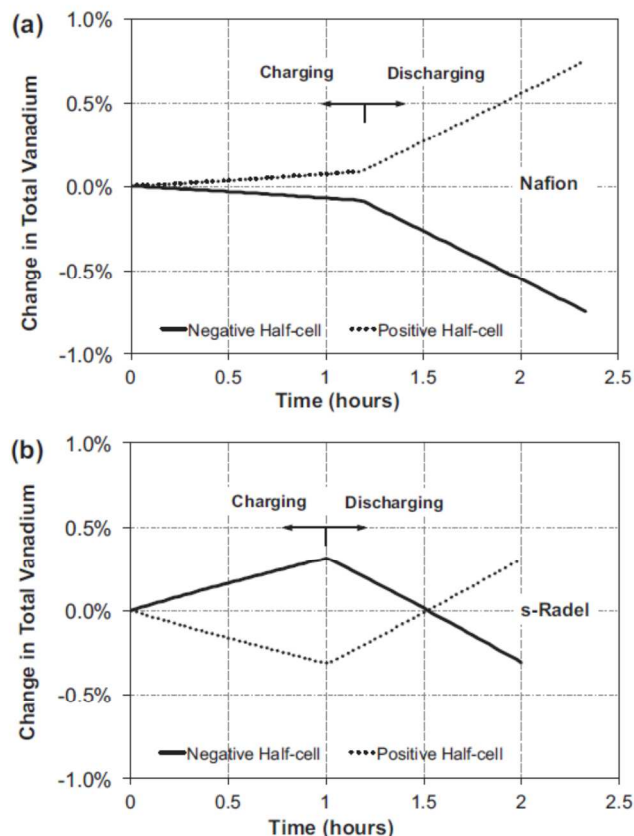 (a)
1.0%
0.5%
0.0%
-0.5%
-1.0%
Change in Total Vanadium
Charging Discharging
Nafion
Negative Half-cell Positive Half-cell
0 0.5 1 1.5 2 2.5
Time (hours)
(b)
1.0%
0.5%
0.0%
-0.5%
-1.0%
Change in Total Vanadium
Charging Discharging
s-Radel
Negative Half-cell Positive Half-cell
0 0.5 1 1.5 2 2.5
Time (hours)